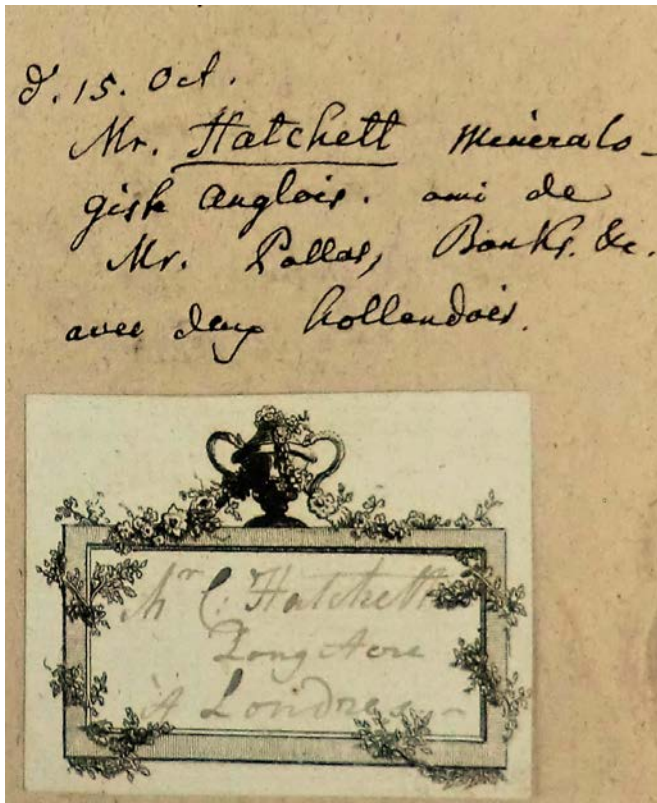 d. 15. Oct.
Mr. Hatchett mineralo-
giste anglois. ami de
Mr. Pallas, Banks. &c.
avec deux hollandois.
Mr C. Hatchett
Long Acre
à Londres